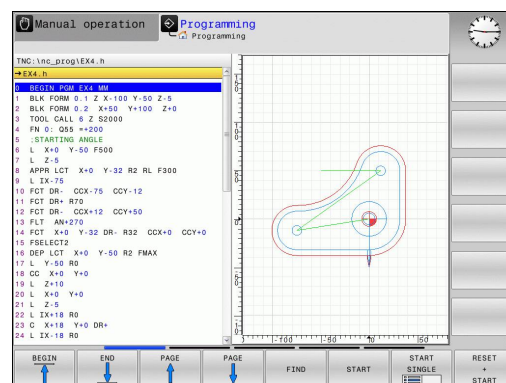 Manual operation
Programming
Programming
TNC:\nc_prog\EX4.h
→EX4.h
0 BEGIN PGM EX4 MM
1 BLK FORM 0.1 Z X-100 Y-50 Z-5
2 BLK FORM 0.2 X+50 Y+100 Z+0
3 TOOL CALL 6 Z S2000
4 FN 0: Q55 =+200
5 ;STARTING ANGLE
6 L X+0 Y-50 F500
7 L Z-5
8 APPR LCT X+0 Y-32 R2 RL F300
9 L IX-75
10 FCT DR- CCX-75 CCY-12
11 FCT DR+ R70
12 FCT DR- CCX+12 CCY+50
13 FLT AN+270
14 FCT X+0 Y-32 DR- R32 CCX+0 CCY+0
15 FSELECT2
16 DEP LCT X+0 Y-50 R2 FMAX
17 L Y-50 R0
18 CC X+0 Y+0
19 L Z+10
20 L X+0 Y+0
21 L Z-5
22 L IX+18 R0
23 C X+18 Y+0 DR+
24 L IX-18 R0
-100
-50
0
50
BEGIN
END
PAGE
PAGE
FIND
START
START
SINGLE
RESET
+
START